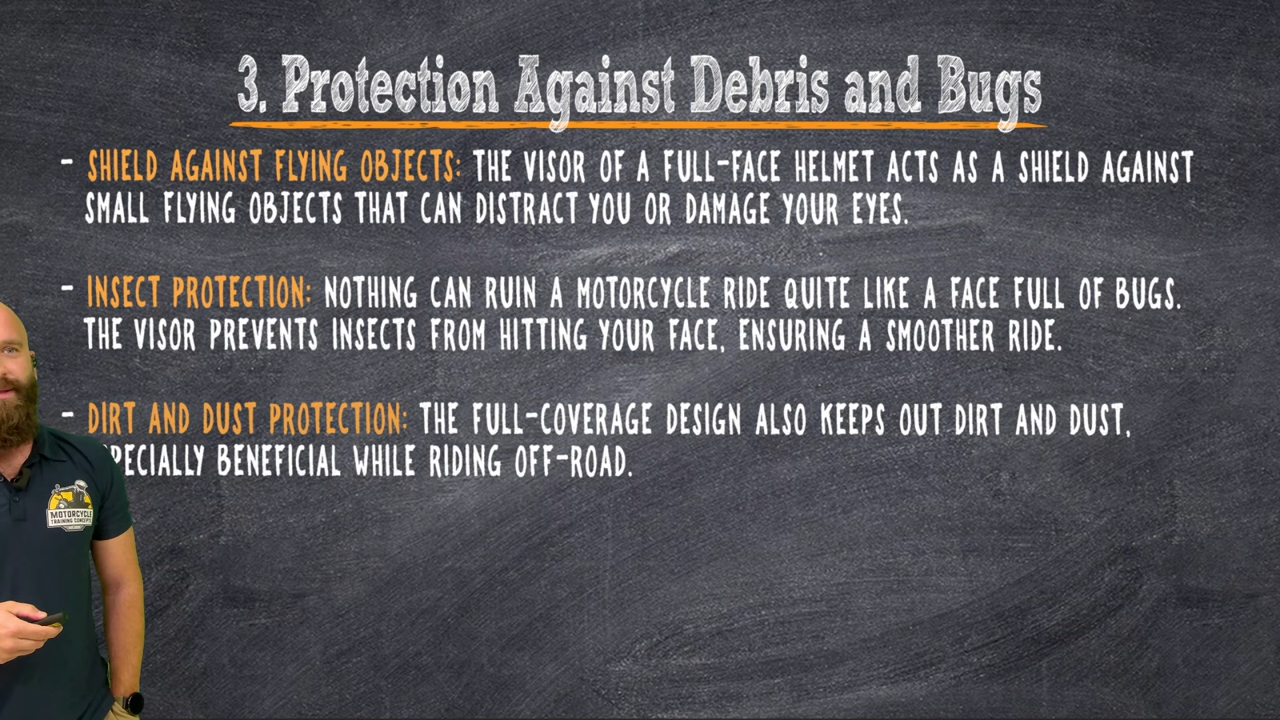 3. Protection Against Debris and Bugs
- SHIELD AGAINST FLYING OBJECTS: THE VISOR OF A FULL-FACE HELMET ACTS AS A SHIELD AGAINST
SMALL FLYING OBJECTS THAT CAN DISTRACT YOU OR DAMAGE YOUR EYES.
- INSECT PROTECTION: NOTHING CAN RUIN A MOTORCYCLE RIDE QUITE LIKE A FACE FULL OF BUGS.
THE VISOR PREVENTS INSECTS FROM HITTING YOUR FACE, ENSURING A SMOOTHER RIDE.
- DIRT AND DUST PROTECTION: THE FULL-COVERAGE DESIGN ALSO KEEPS OUT DIRT AND DUST,
PECIALLY BENEFICIAL WHILE RIDING OFF-ROAD.
MOTORCYCLE
TRAINING CONCEPTS